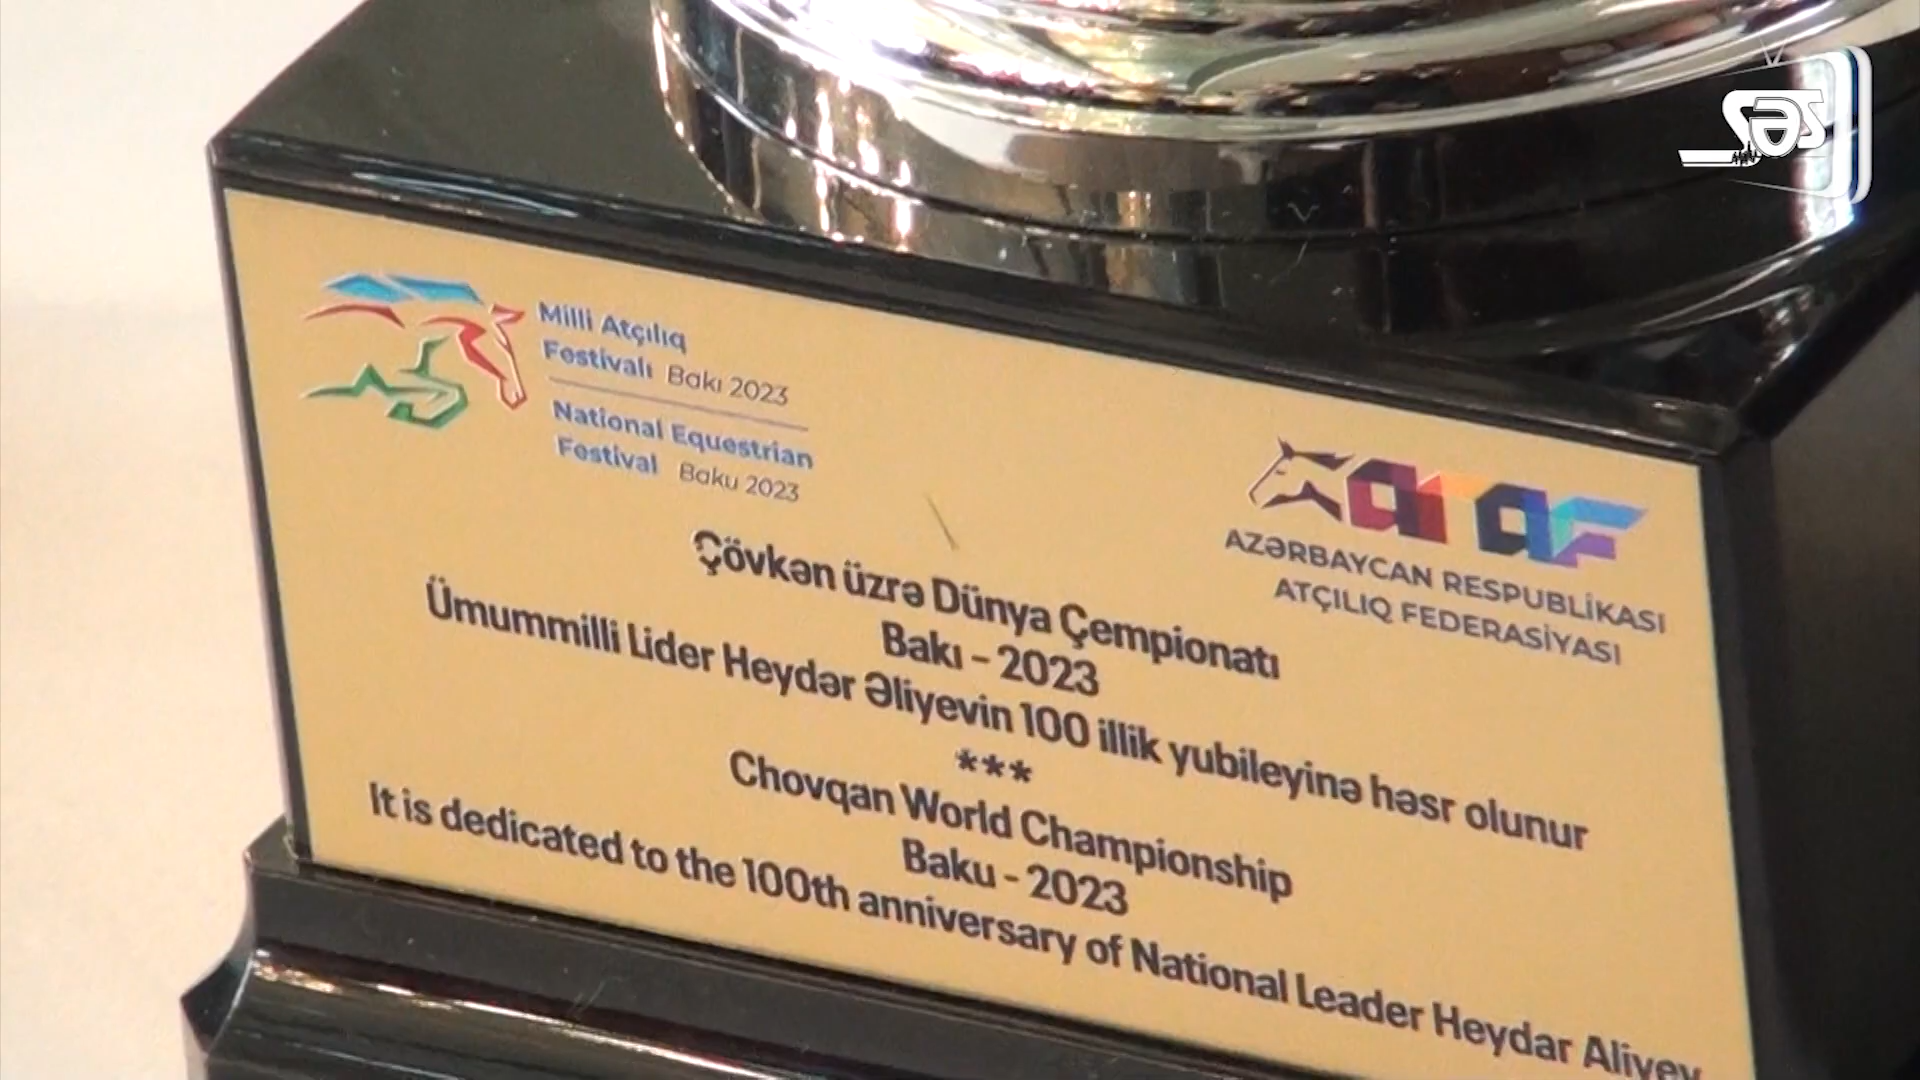 SƏS
Milli Atçılıq
Festivalı Bakı 2023
National Equestrian
Festival Baku 2023
araf
AZƏRBAYCAN RESPUBLİKASI
ATÇILIQ FEDERASİYASI
Çövkən üzrə Dünya Çempionatı
Bakı - 2023
Ümummilli Lider Heydər Əliyevin 100 illik yubileyinə həsr olunur
***
Chovqan World Championship
Baku - 2023
It is dedicated to the 100th anniversary of National Leader Heydar Aliyev